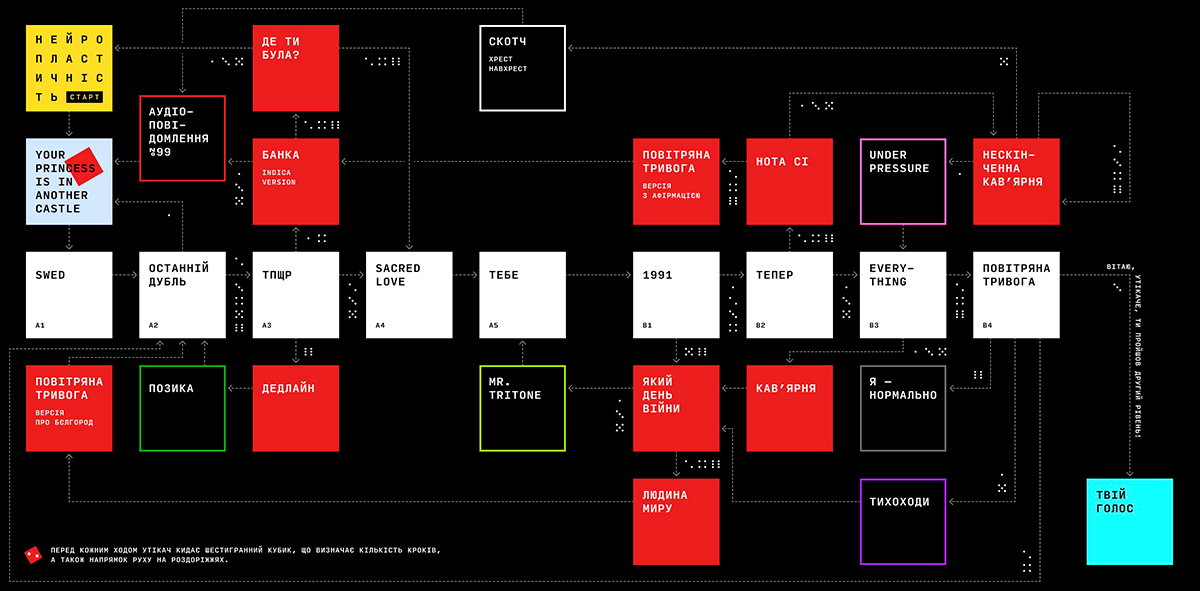 НЕЙРО
ПЛАСТ
ИЧНІС
ТЬ СТАРТ
ДЕ ТИ
БУЛА?
СКОТЧ
ХРЕСТ
НАВХРЕСТ
АУДІО–
ПОВІ–
ДОМЛЕННЯ
№99
YOUR
PRINCESS
IS IN
ANOTHER
CASTLE
БАНКА
INDICA
VERSION
ПОВІТРЯНА
ТРИВОГА
ВЕРСІЯ
З АФІРМАЦІЄЮ
НОТА СІ
UNDER
PRESSURE
НЕСКІН–
ЧЕННА
КАВ’ЯРНЯ
SWED
A1
ОСТАННІЙ
ДУБЛЬ
A2
ТПЩР
A3
SACRED
LOVE
A4
ТЕБЕ
A5
1991
B1
ТЕПЕР
B2
EVERY–
THING
B3
ПОВІТРЯНА
ТРИВОГА
B4
ВІТАЮ,
УТІКАЧЕ, ТИ ПРОЙШОВ ДРУГИЙ РІВЕНЬ!
ПОВІТРЯНА
ТРИВОГА
ВЕРСІЯ
ПРО БЄЛГОРОД
ПОЗИКА
ДЕДЛАЙН
MR.
TRITONE
ЯКИЙ
ДЕНЬ
ВІЙНИ
КАВ’ЯРНЯ
Я —
НОРМАЛЬНО
ЛЮДИНА
МИРУ
ТИХОХОДИ
ТВІЙ
ГОЛОС
ПЕРЕД КОЖНИМ ХОДОМ УТІКАЧ КИДАЄ ШЕСТИГРАННИЙ КУБИК, ЩО ВИЗНАЧАЄ КІЛЬКІСТЬ КРОКІВ,
А ТАКОЖ НАПРЯМОК РУХУ НА РОЗДОРІЖЖЯХ.